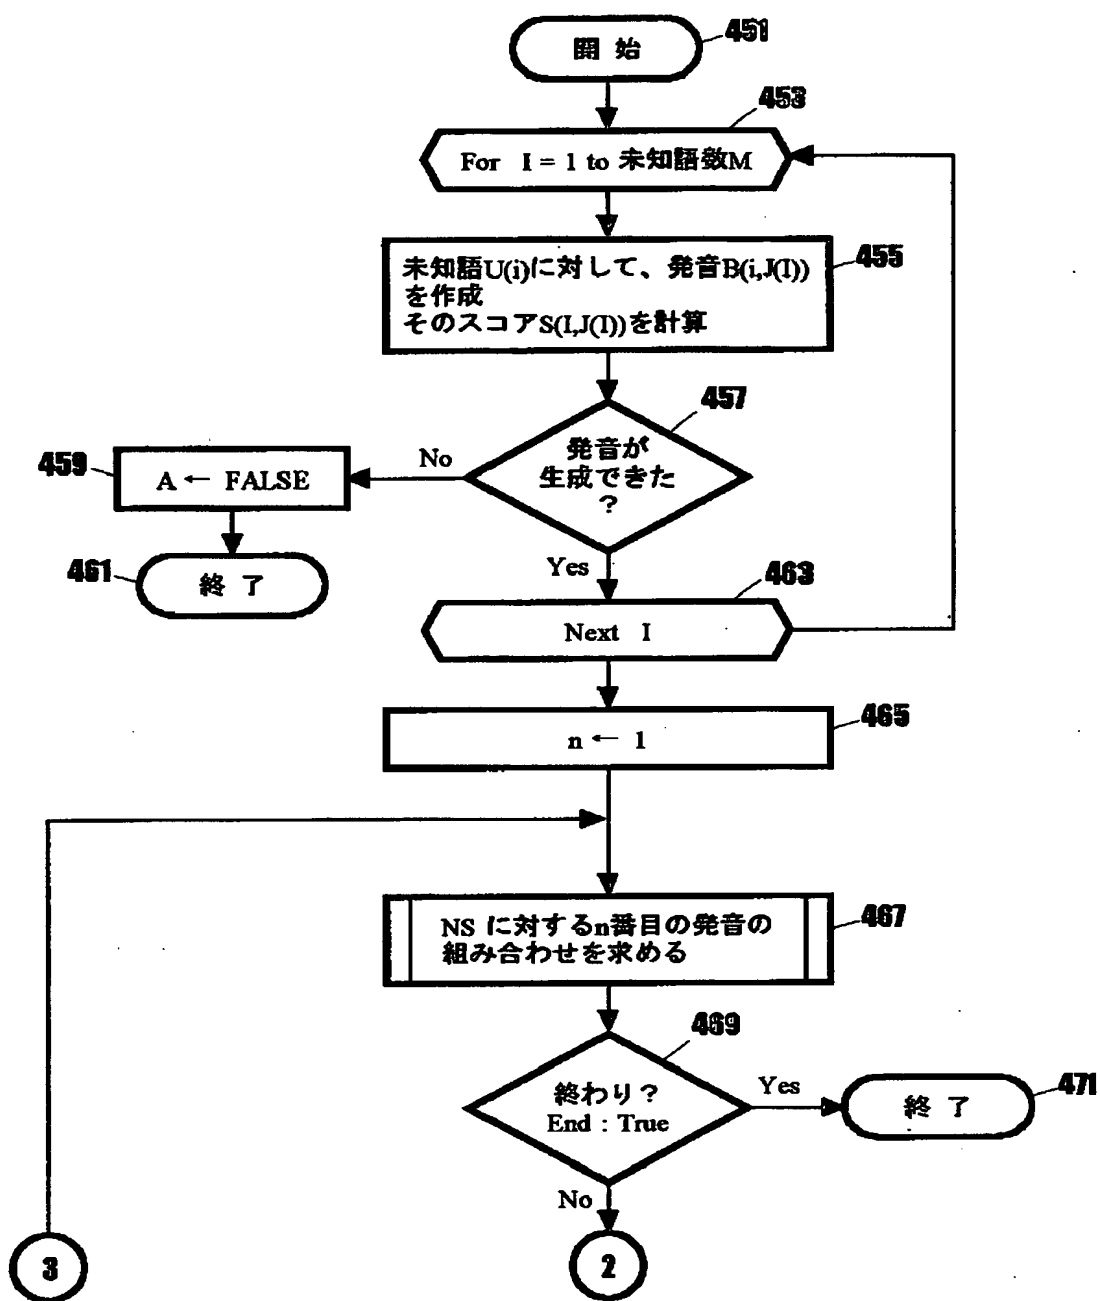 開始
451
453
For I = 1 to 未知語数M
未知語U(i)に対して、発音B(i,J(I))
を作成
そのスコアS(I,J(I))を計算
455
457
発音が
生成できた
?
No
459
A ← FALSE
461
終了
Yes
463
Next I
465
n ← 1
NS に対するn番目の発音の
組み合わせを求める
467
469
終わり?
End : True
Yes
471
終了
No
3
2